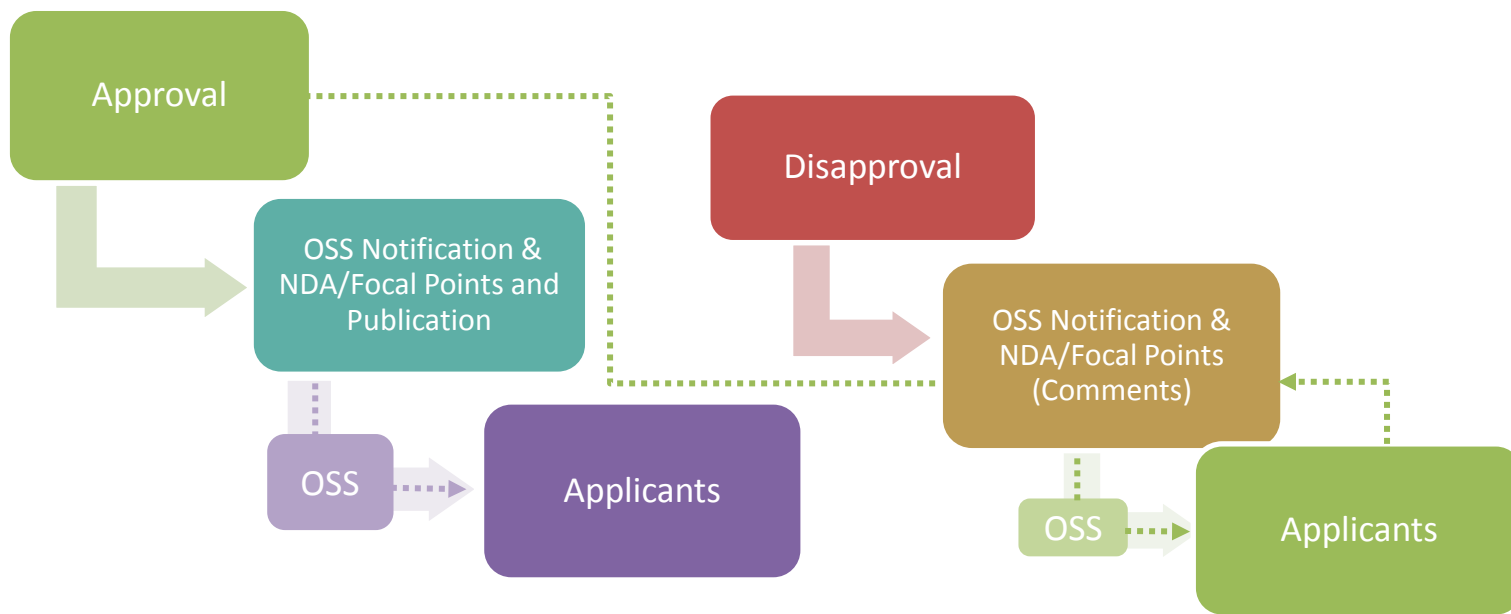 Approval
OSS Notification &
NDA/Focal Points and
Publication
OSS
Applicants
Disapproval
OSS Notification &
NDA/Focal Points
(Comments)
OSS
Applicants